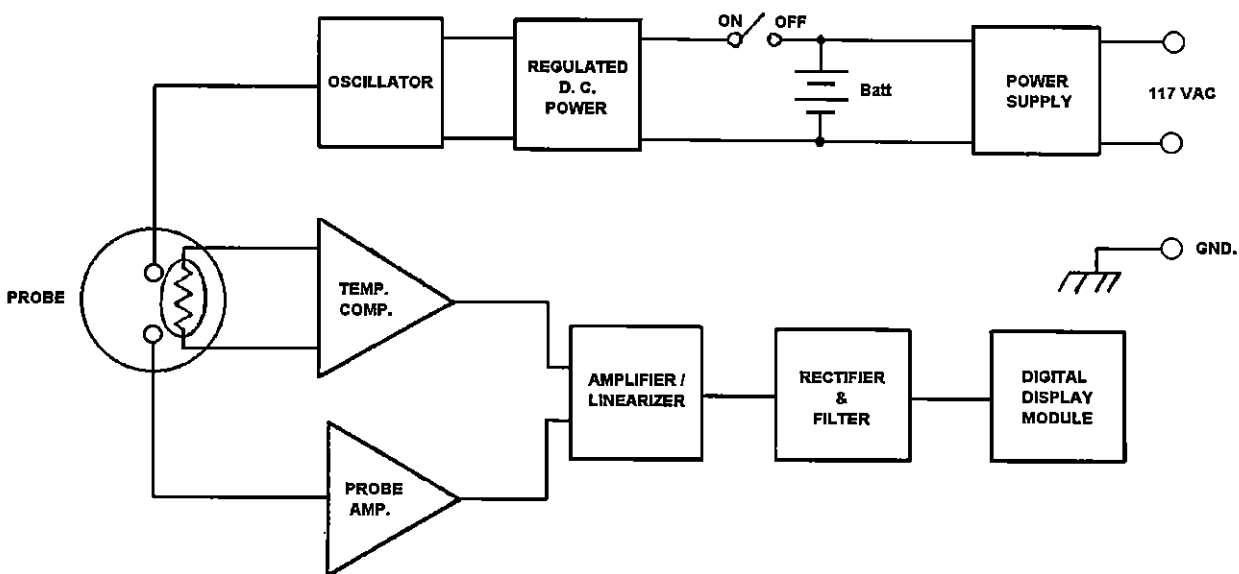 ON OFF
OSCILLATOR
REGULATED
D. C.
POWER
Batt
POWER
SUPPLY
117 VAC
GND.
PROBE
TEMP.
COMP.
AMPLIFIER /
LINEARIZER
RECTIFIER
&
FILTER
DIGITAL
DISPLAY
MODULE
PROBE
AMP.